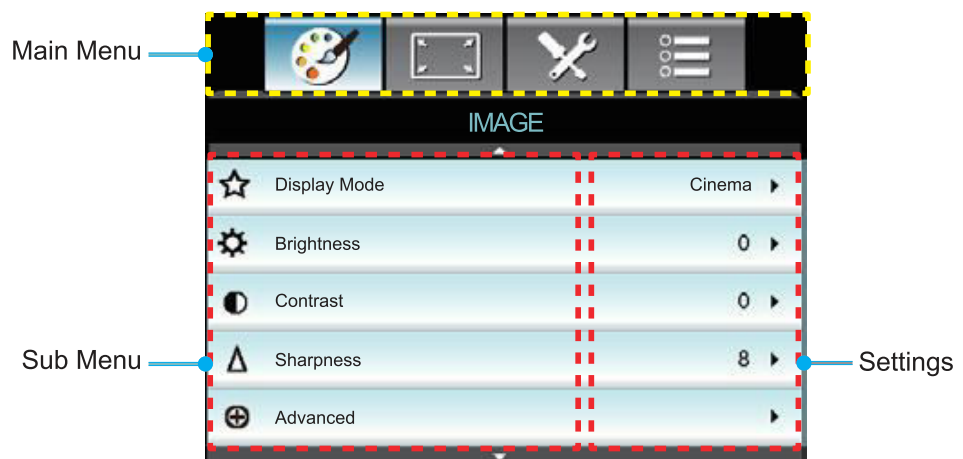 Main Menu
IMAGE
Display Mode Cinema
Brightness 0
Contrast 0
Sub Menu Sharpness 8 Settings
Advanced